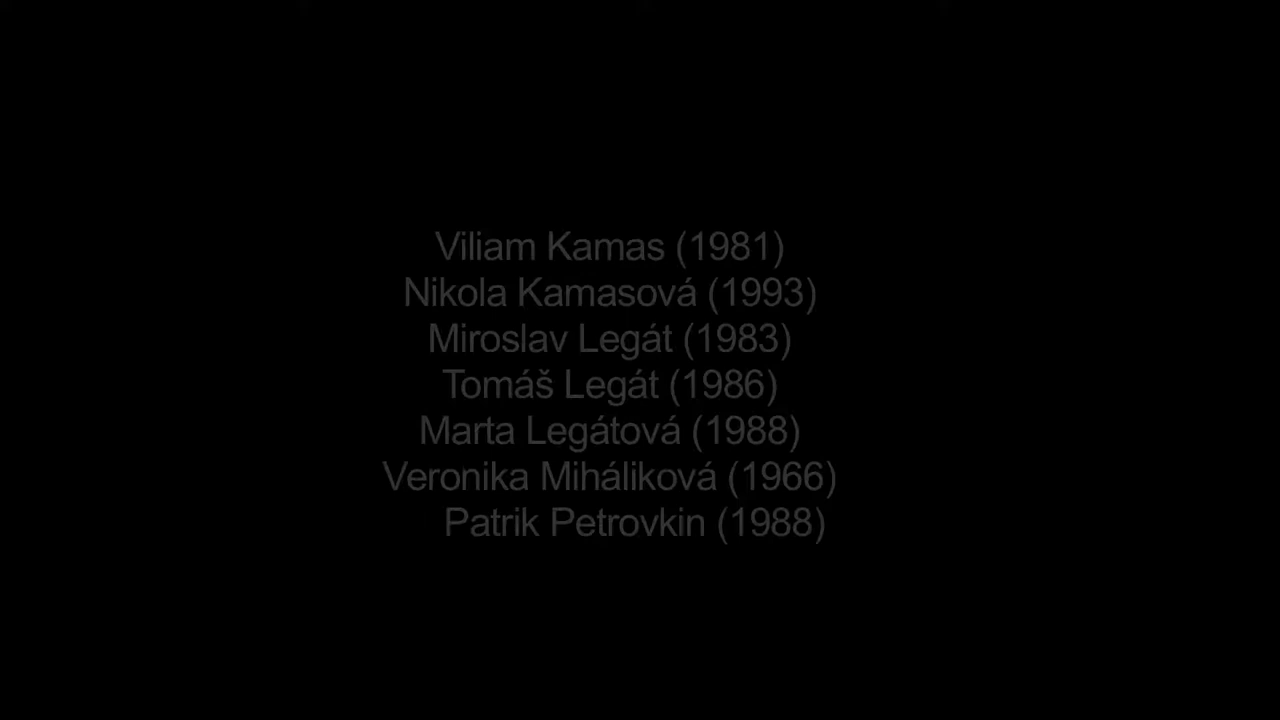 Viliam Kamas (1981)
Nikola Kamasová (1993)
Miroslav Legát (1983)
Tomáš Legát (1986)
Marta Legátová (1988)
Veronika Miháliková (1966)
Patrik Petrovkin (1988)